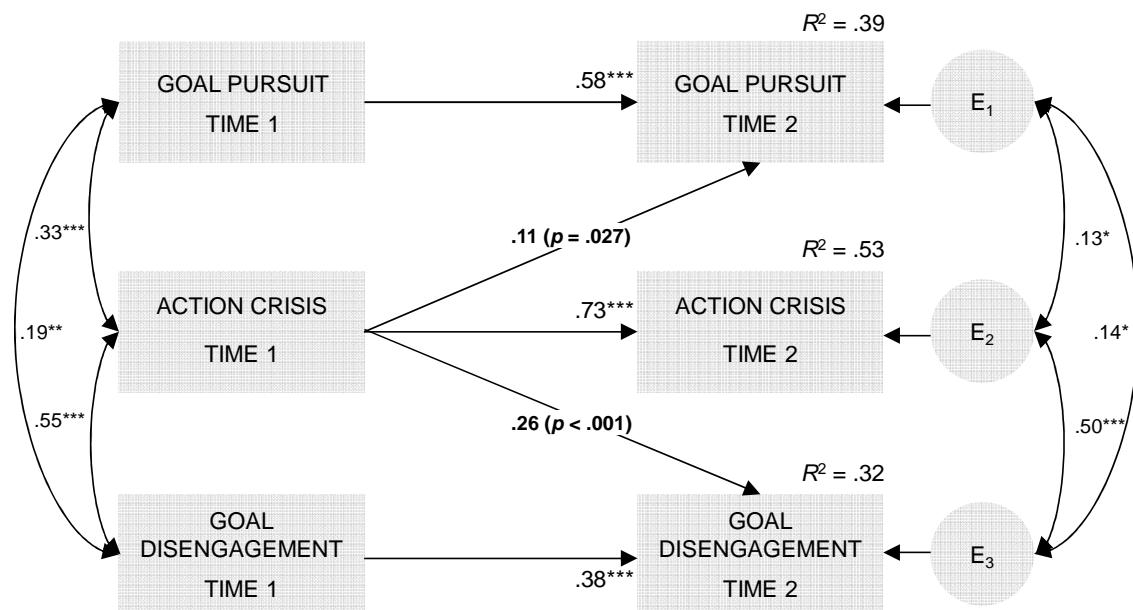 R² = .39
GOAL PURSUIT
TIME 1
.58***
GOAL PURSUIT
TIME 2
E₁
.33***
.11 (p = .027)
.13*
R² = .53
ACTION CRISIS
TIME 1
.73***
ACTION CRISIS
TIME 2
E₂
.19**
.14*
.55***
.26 (p < .001)
.50***
R² = .32
GOAL
DISENGAGEMENT
TIME 1
.38***
GOAL
DISENGAGEMENT
TIME 2
E₃